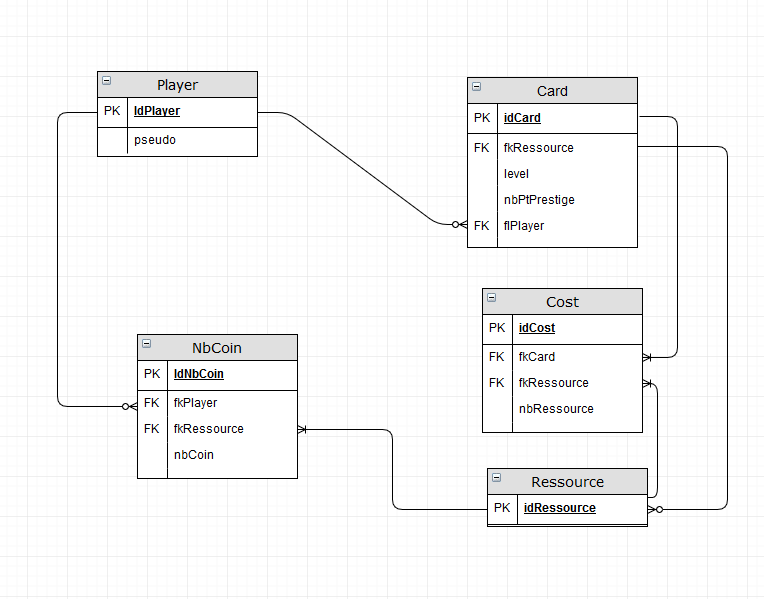 Player
PK IdPlayer
pseudo
Card
PK idCard
FK fkRessource
level
nbPtPrestige
FK flPlayer
Cost
PK idCost
FK fkCard
FK fkRessource
nbRessource
NbCoin
PK IdNbCoin
FK fkPlayer
FK fkRessource
nbCoin
Ressource
PK idRessource